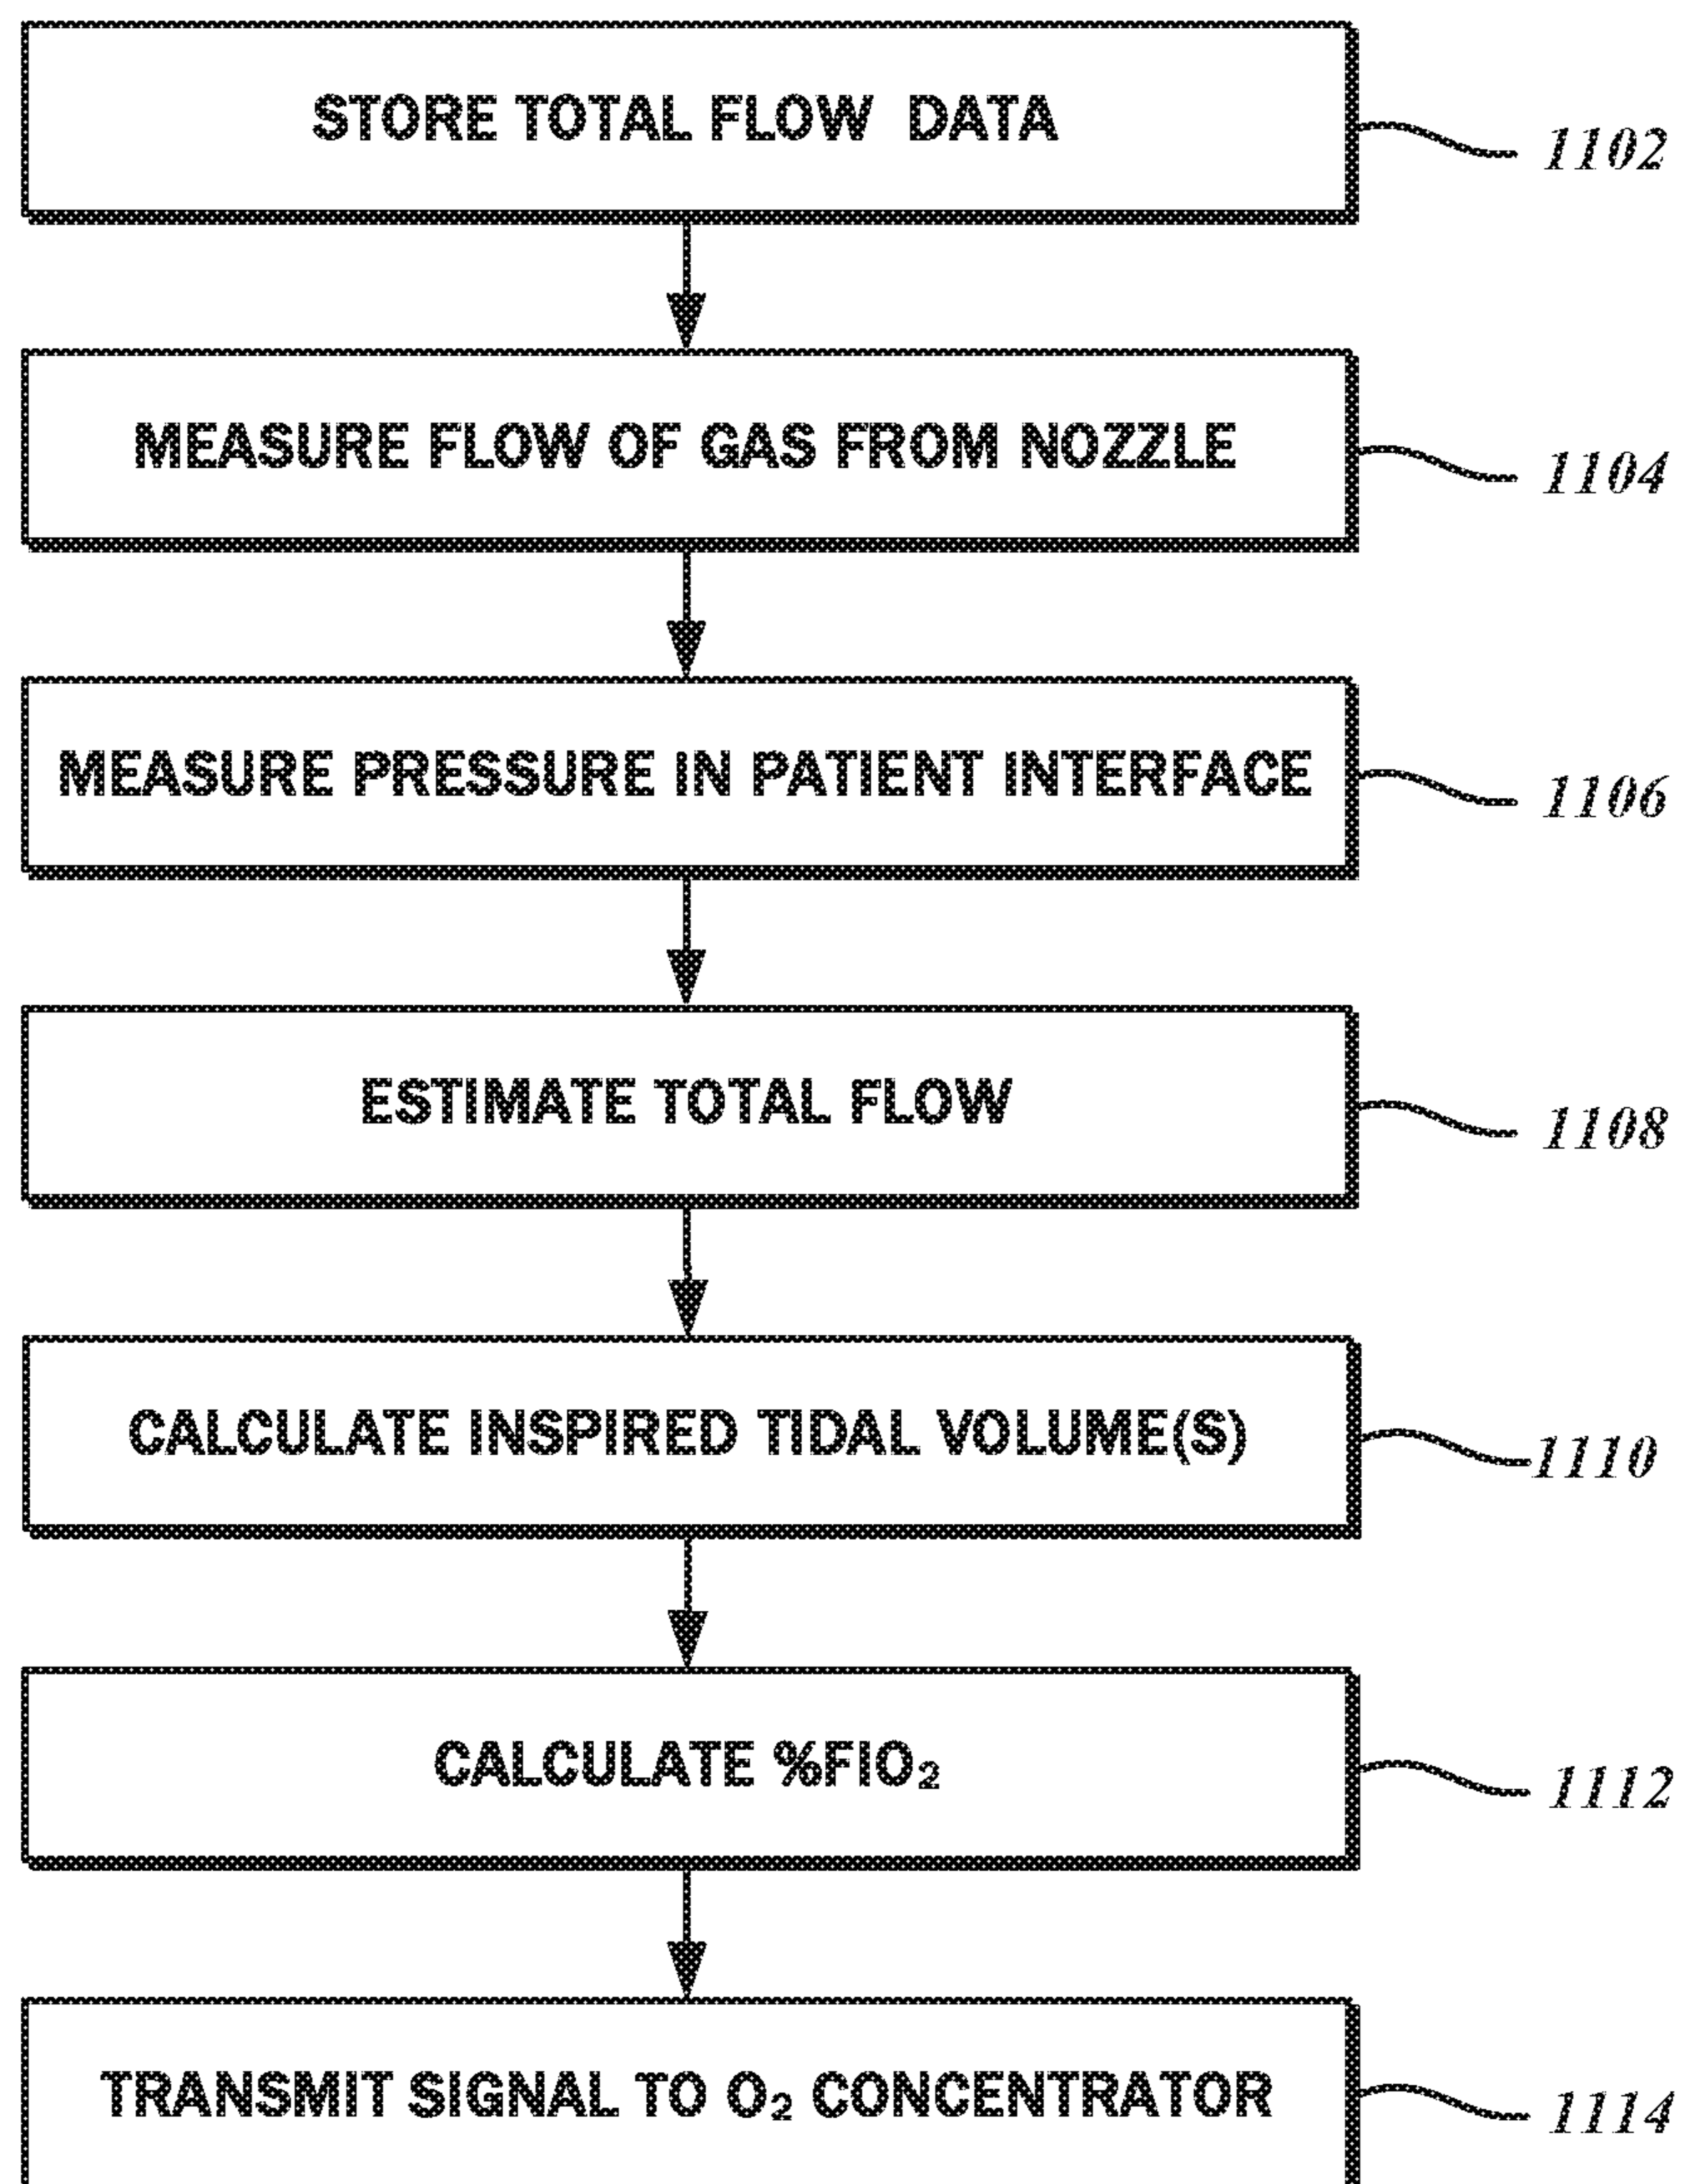 STORE TOTAL FLOW DATA
1102
MEASURE FLOW OF GAS FROM NOZZLE
1104
MEASURE PRESSURE IN PATIENT INTERFACE
1106
ESTIMATE TOTAL FLOW
1108
CALCULATE INSPIRED TIDAL VOLUME(S)
1110
CALCULATE %FIO₂
1112
TRANSMIT SIGNAL TO O₂ CONCENTRATOR
1114